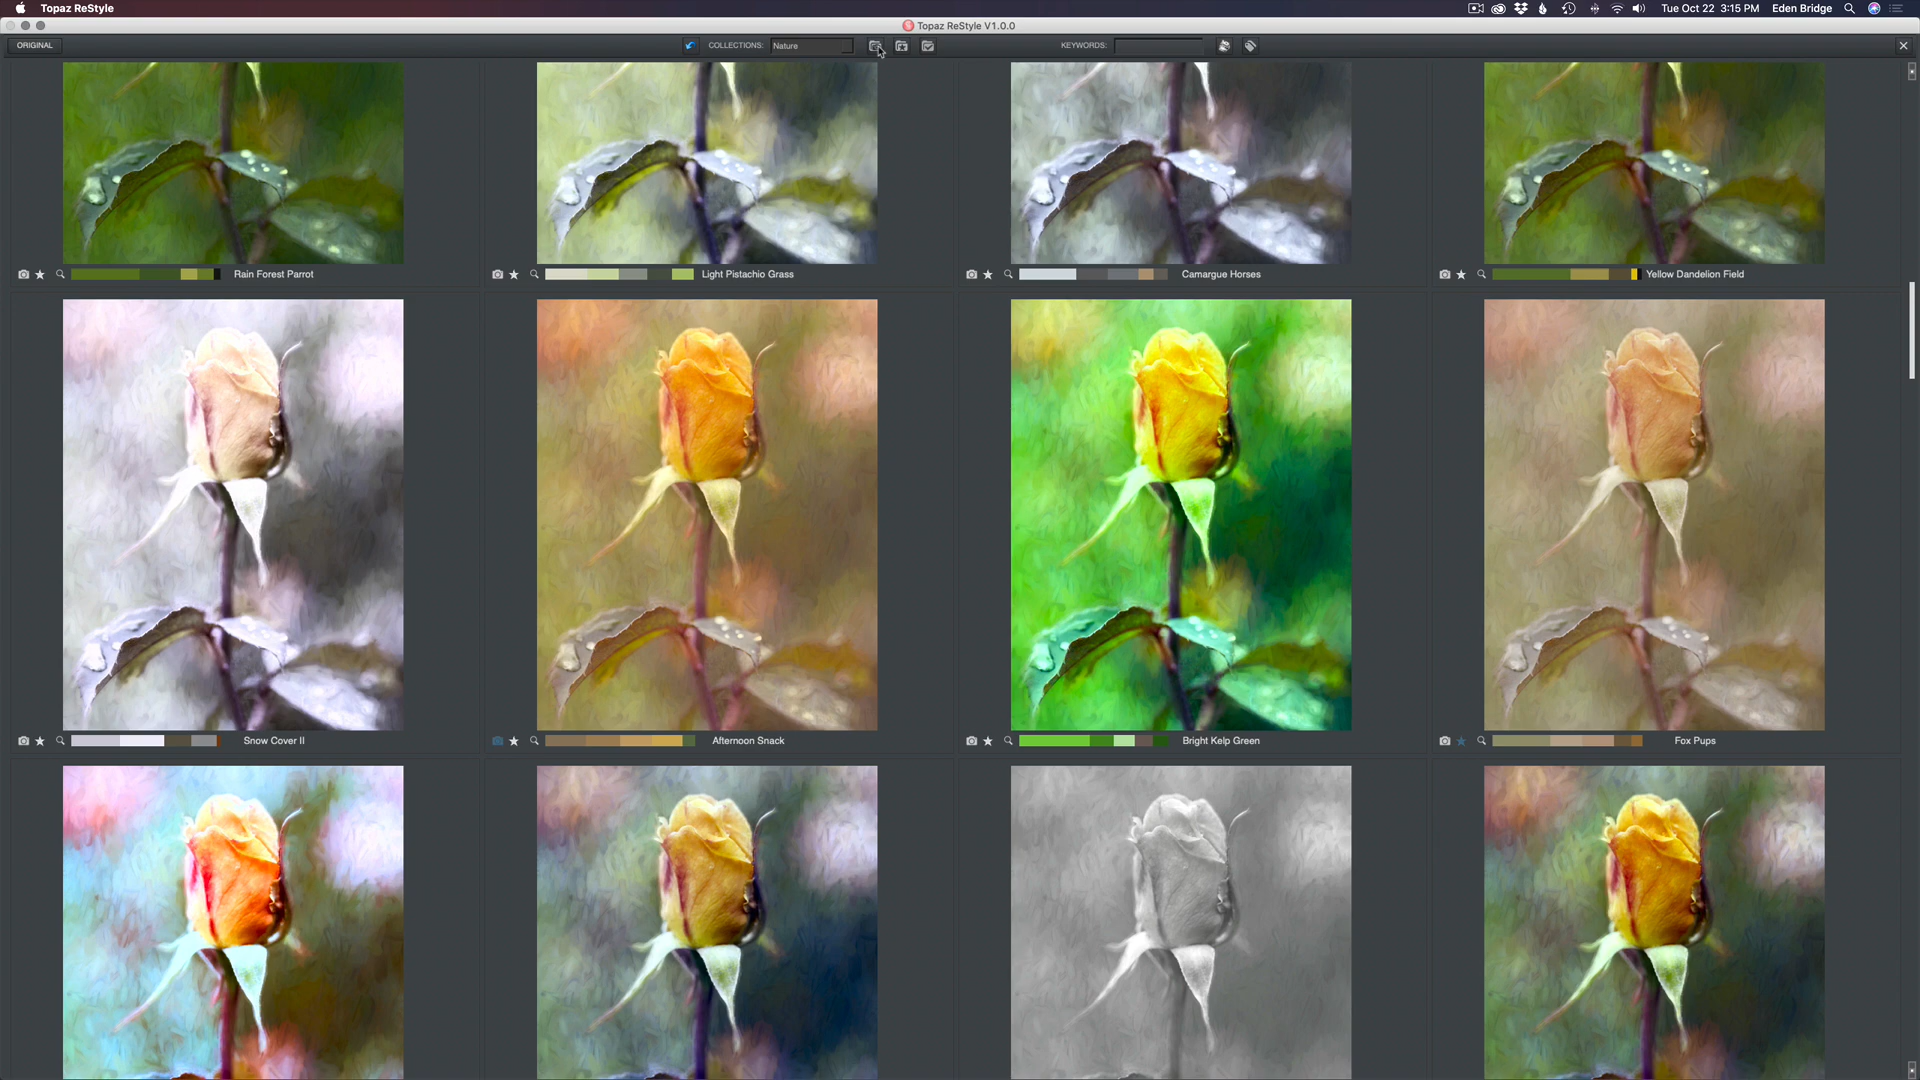 Topaz ReStyle
Tue Oct 22 3:15 PM
Eden Bridge
Topaz ReStyle V1.0.0
ORIGINAL
COLLECTIONS:
Nature
KEYWORDS:
Rain Forest Parrot
Light Pistachio Grass
Camargue Horses
Yellow Dandelion Field
Snow Cover II
Afternoon Snack
Bright Kelp Green
Fox Pups